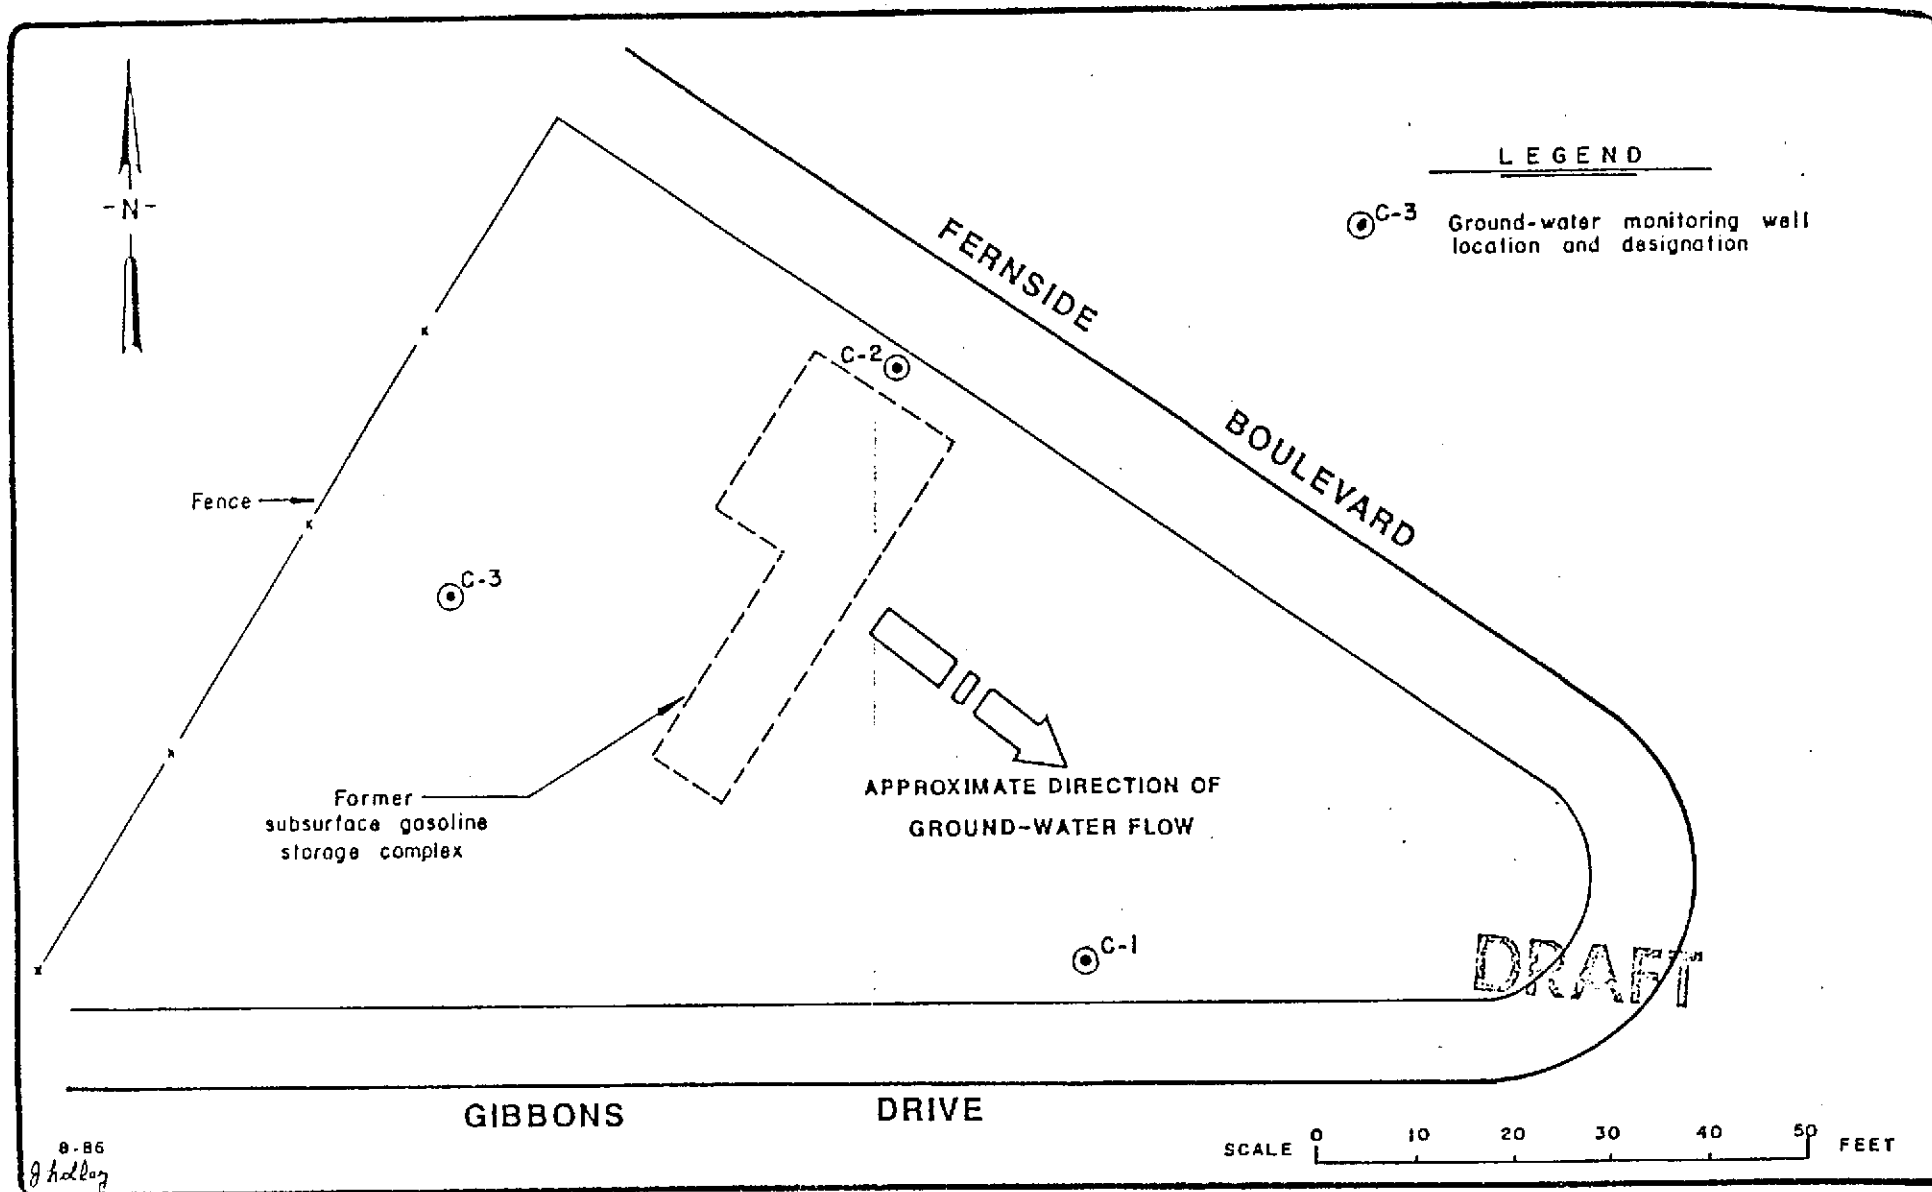 -N-
LEGEND
C-3 Ground-water monitoring well
location and designation
FERNSIDE
BOULEVARD
C-2
Fence
C-3
Former
subsurface gasoline
storage complex
APPROXIMATE DIRECTION OF
GROUND-WATER FLOW
C-1
DRAFT
GIBBONS DRIVE
8-86
SCALE 0 10 20 30 40 50 FEET